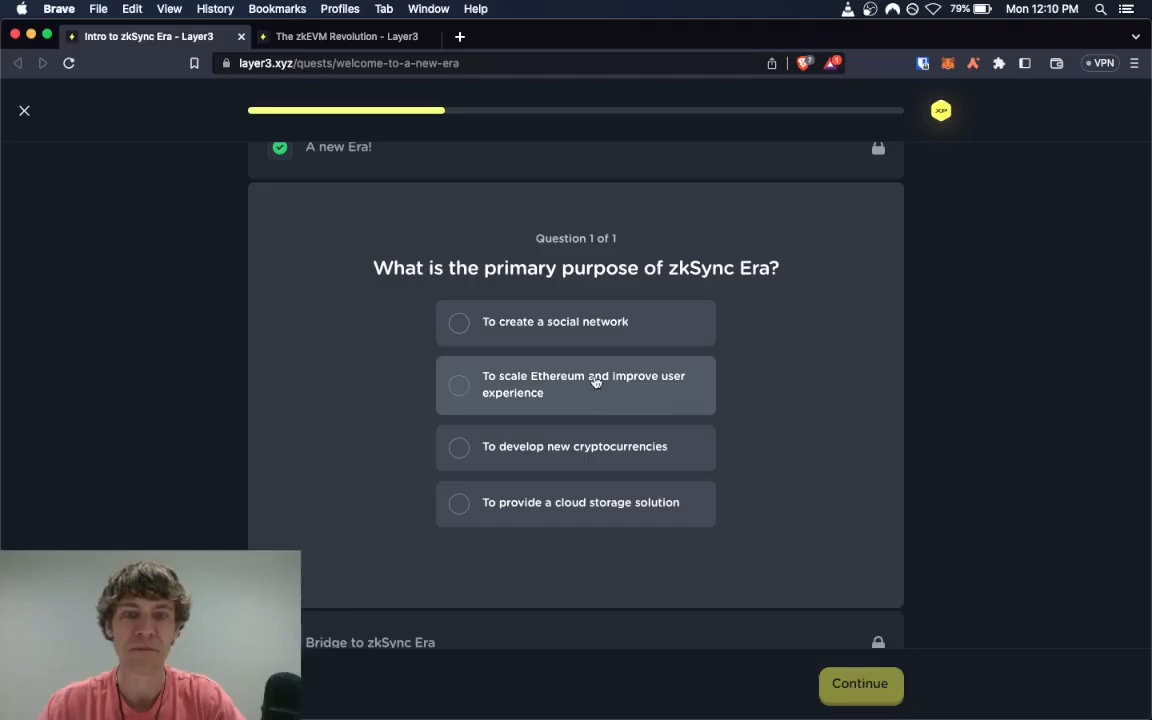 Brave File Edit View History Bookmarks Profiles Tab Window Help 79% Mon 12:10 PM
Intro to zkSync Era - Layer3 The zkEVM Revolution - Layer3
layer3.xyz/quests/welcome-to-a-new-era 7 1 VPN
XP
A new Era!
Question 1 of 1
What is the primary purpose of zkSync Era?
To create a social network
To scale Ethereum and improve user
experience
To develop new cryptocurrencies
To provide a cloud storage solution
Bridge to zkSync Era
Continue